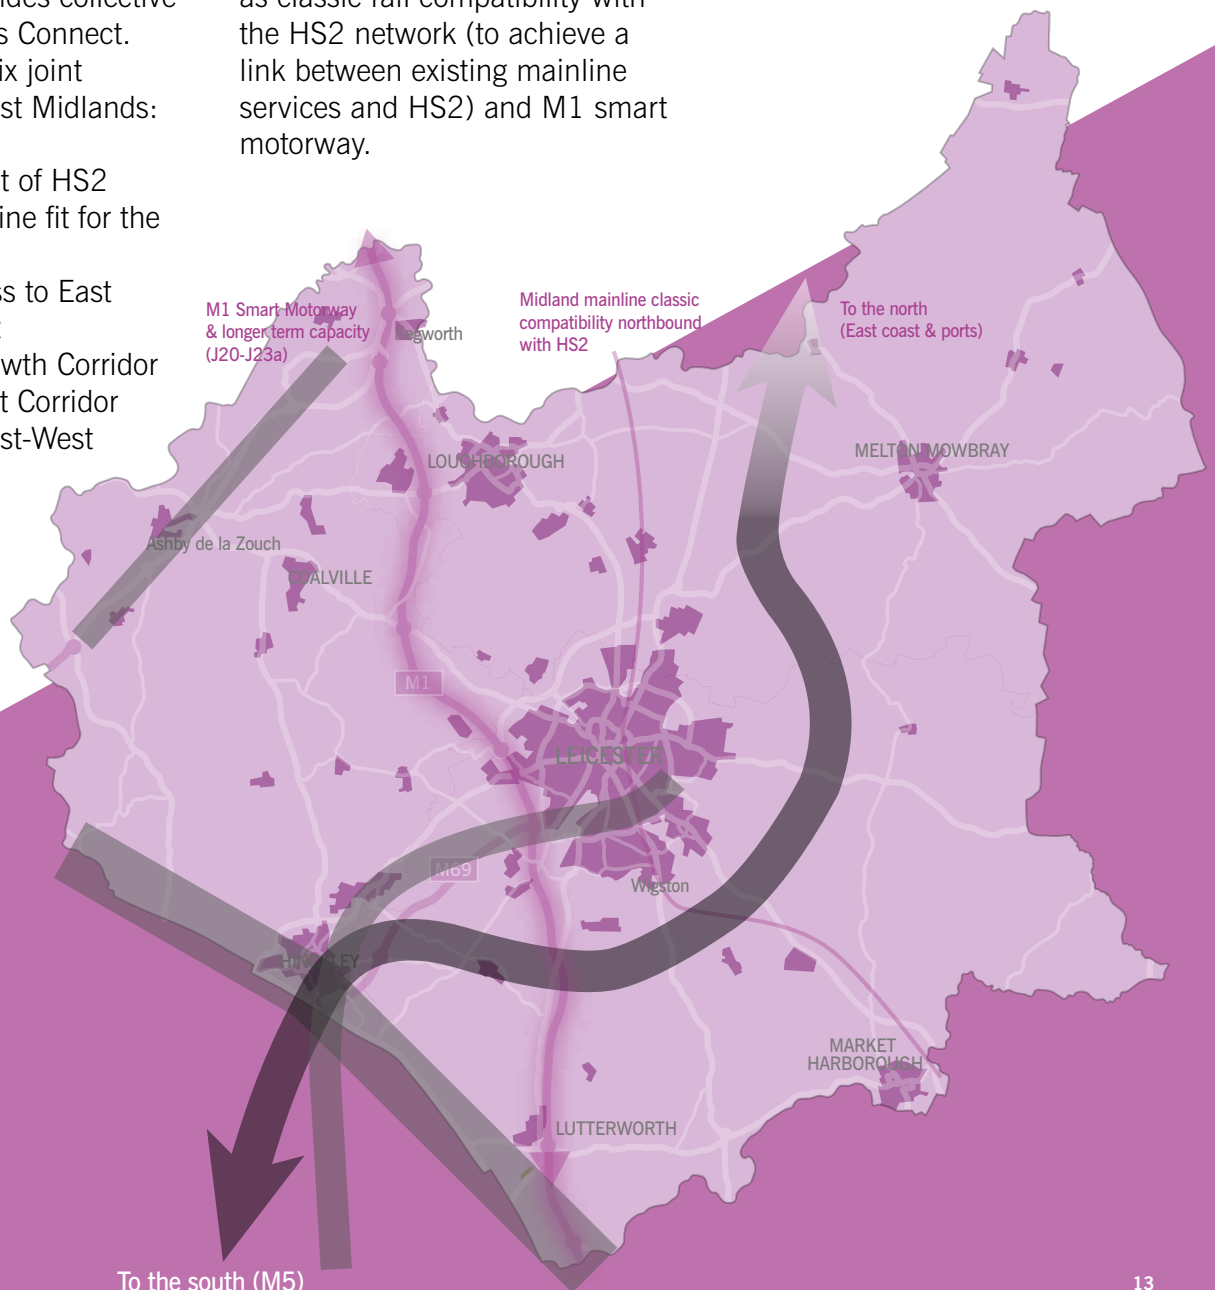 ides collective
s Connect.
ix joint
st Midlands:
t of HS2
ine fit for the
ss to East
wth Corridor
t Corridor
st-West
as classic rail compatibility with
the HS2 network (to achieve a
link between existing mainline
services and HS2) and M1 smart
motorway.
M1 Smart Motorway
& longer term capacity
(J20-J23a)
Kegworth
Midland mainline classic
compatibility northbound
with HS2
To the north
(East coast & ports)
LOUGHBOROUGH
MELTON MOWBRAY
Ashby de la Zouch
COALVILLE
M1
LEICESTER
M69
Wigston
HINCKLEY
MARKET
HARBOROUGH
LUTTERWORTH
To the south (M5)
13